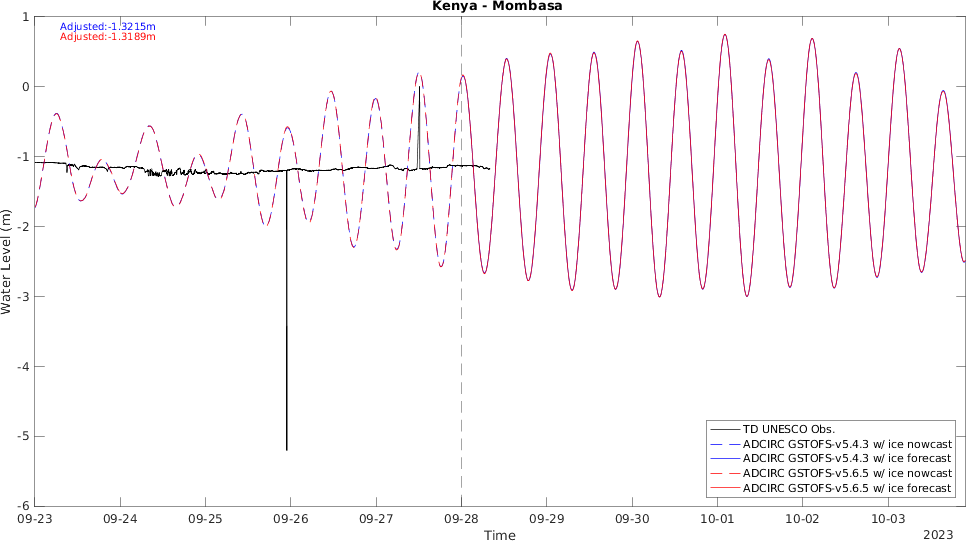 Kenya - Mombasa
Adjusted:-1.3215m
Adjusted:-1.3189m
1
0
-1
-2
-3
-4
-5
-6
Water Level (m)
TD UNESCO Obs.
ADCIRC GSTOFS-v5.4.3 w/ ice nowcast
ADCIRC GSTOFS-v5.4.3 w/ ice forecast
ADCIRC GSTOFS-v5.6.5 w/ ice nowcast
ADCIRC GSTOFS-v5.6.5 w/ ice forecast
09-23 09-24 09-25 09-26 09-27 09-28 09-29 09-30 10-01 10-02 10-03
Time
2023